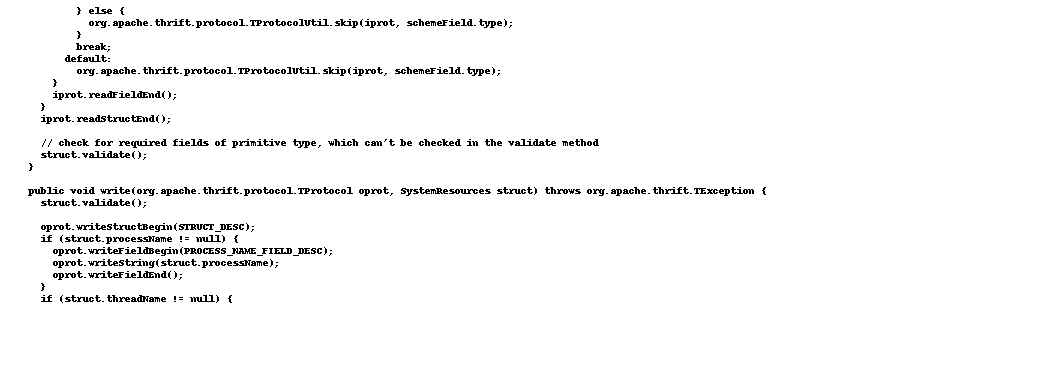 } else {
org.apache.thrift.protocol.TProtocolUtil.skip(iprot, schemeField.type);
}
break;
default:
org.apache.thrift.protocol.TProtocolUtil.skip(iprot, schemeField.type);
}
iprot.readFieldEnd();
}
iprot.readStructEnd();
// check for required fields of primitive type, which can't be checked in the validate method
struct.validate();
}
public void write(org.apache.thrift.protocol.TProtocol oprot, SystemResources struct) throws org.apache.thrift.TException {
struct.validate();
oprot.writeStructBegin(STRUCT_DESC);
if (struct.processName != null) {
oprot.writeFieldBegin(PROCESS_NAME_FIELD_DESC);
oprot.writeString(struct.processName);
oprot.writeFieldEnd();
}
if (struct.threadName != null) {